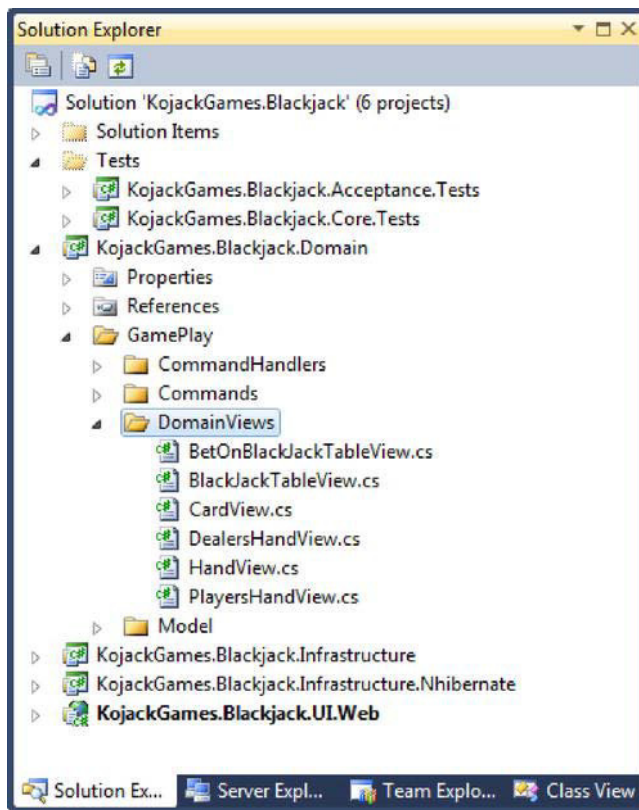 Solution Explorer
Solution 'KojackGames.Blackjack' (6 projects)
Solution Items
Tests
KojackGames.Blackjack.Acceptance.Tests
KojackGames.Blackjack.Core.Tests
KojackGames.Blackjack.Domain
Properties
References
GamePlay
CommandHandlers
Commands
DomainViews
BetOnBlackJackTableView.cs
BlackJackTableView.cs
CardView.cs
DealersHandView.cs
HandView.cs
PlayersHandView.cs
Model
KojackGames.Blackjack.Infrastructure
KojackGames.Blackjack.Infrastructure.Nhibernate
KojackGames.Blackjack.UI.Web
Solution Ex... Server Expl... Team Explo... Class View